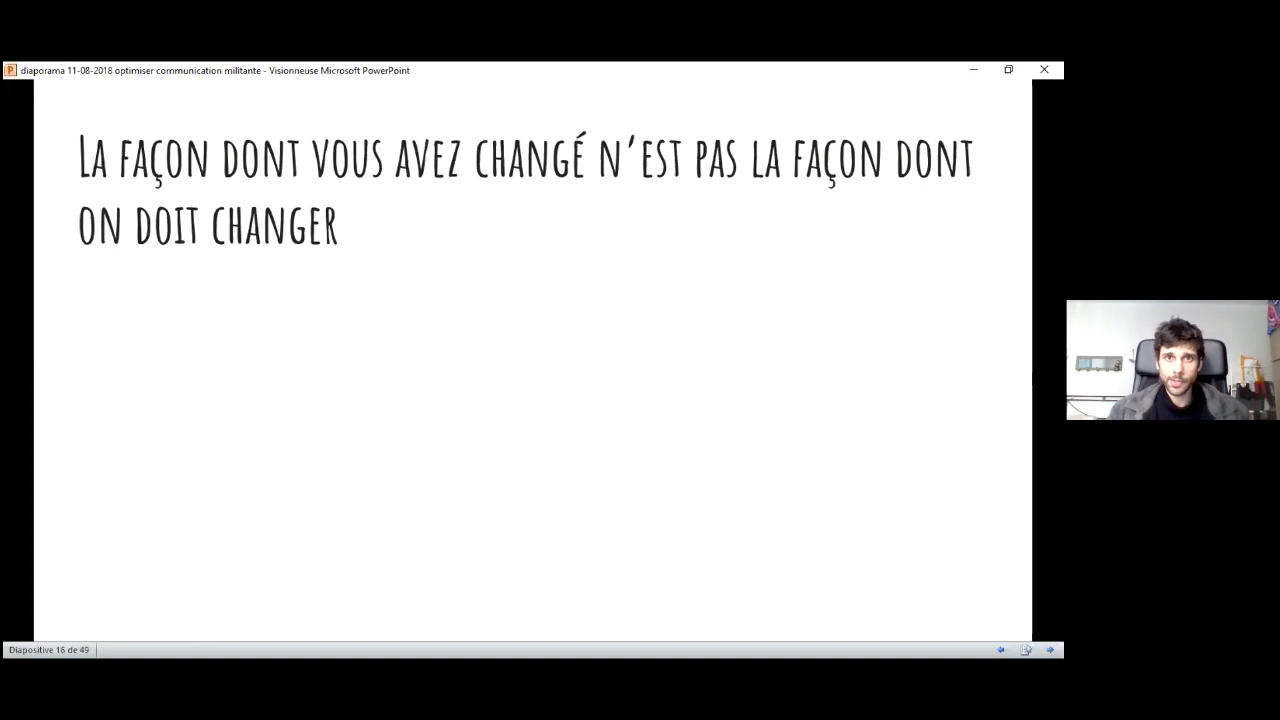 diaporama 11-08-2018 optimiser communication militante - Visionneuse Microsoft PowerPoint
La façon dont vous avez changé n’est pas la façon dont
on doit changer
Diapositive 16 de 49